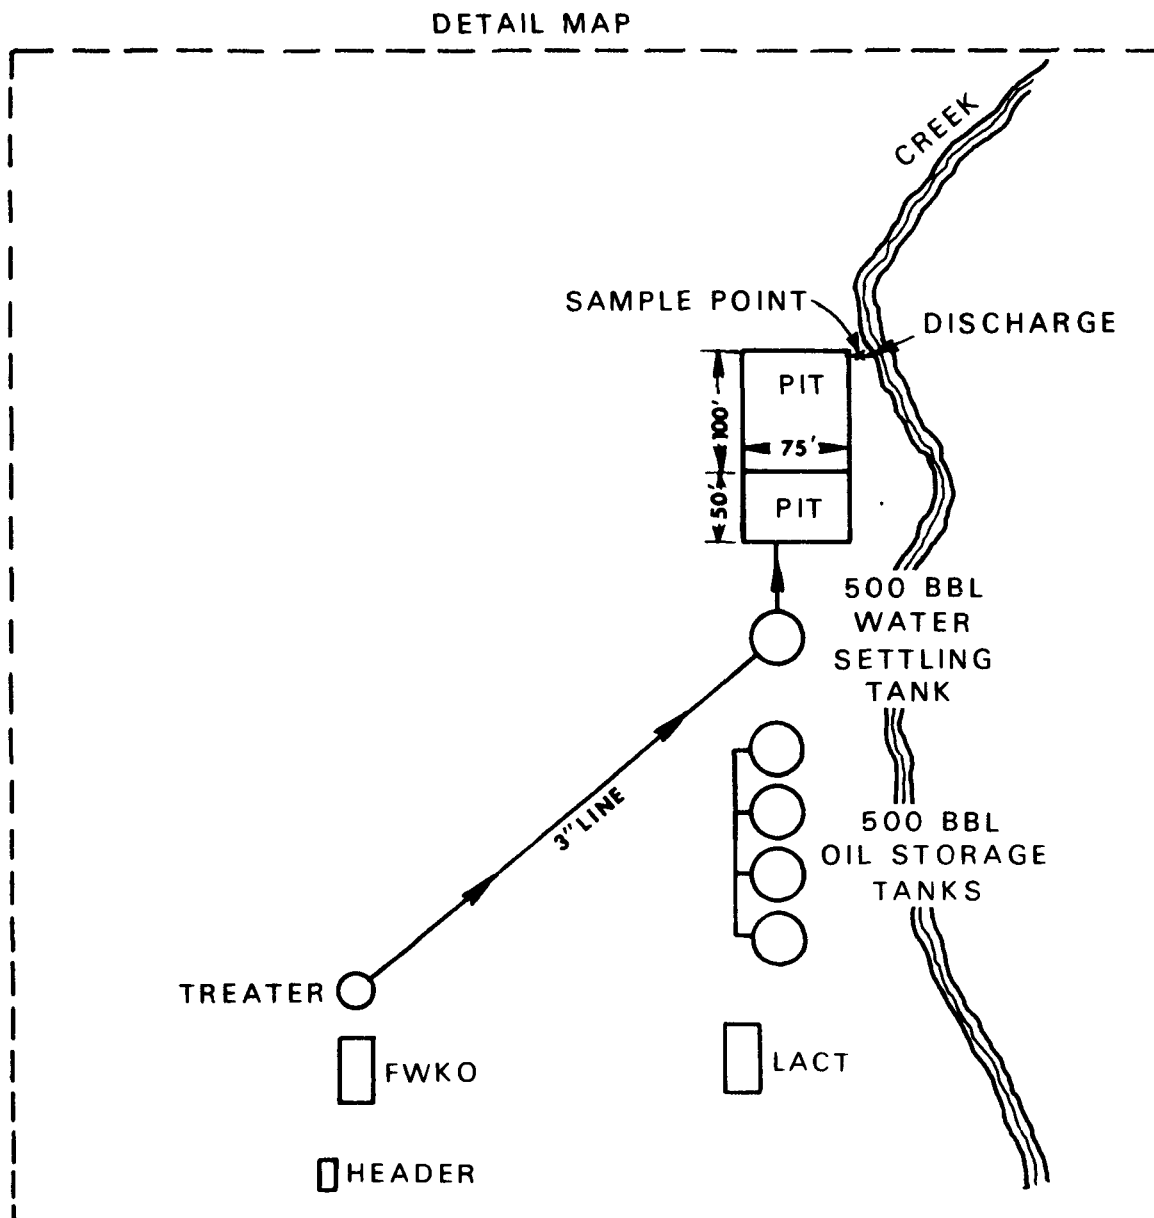 DETAIL MAP
CREEK
SAMPLE POINT
DISCHARGE
PIT
100'
75'
50'
PIT
500 BBL
WATER
SETTLING
TANK
3" LINE
500 BBL
OIL STORAGE
TANKS
TREATER
FWKO
LACT
HEADER